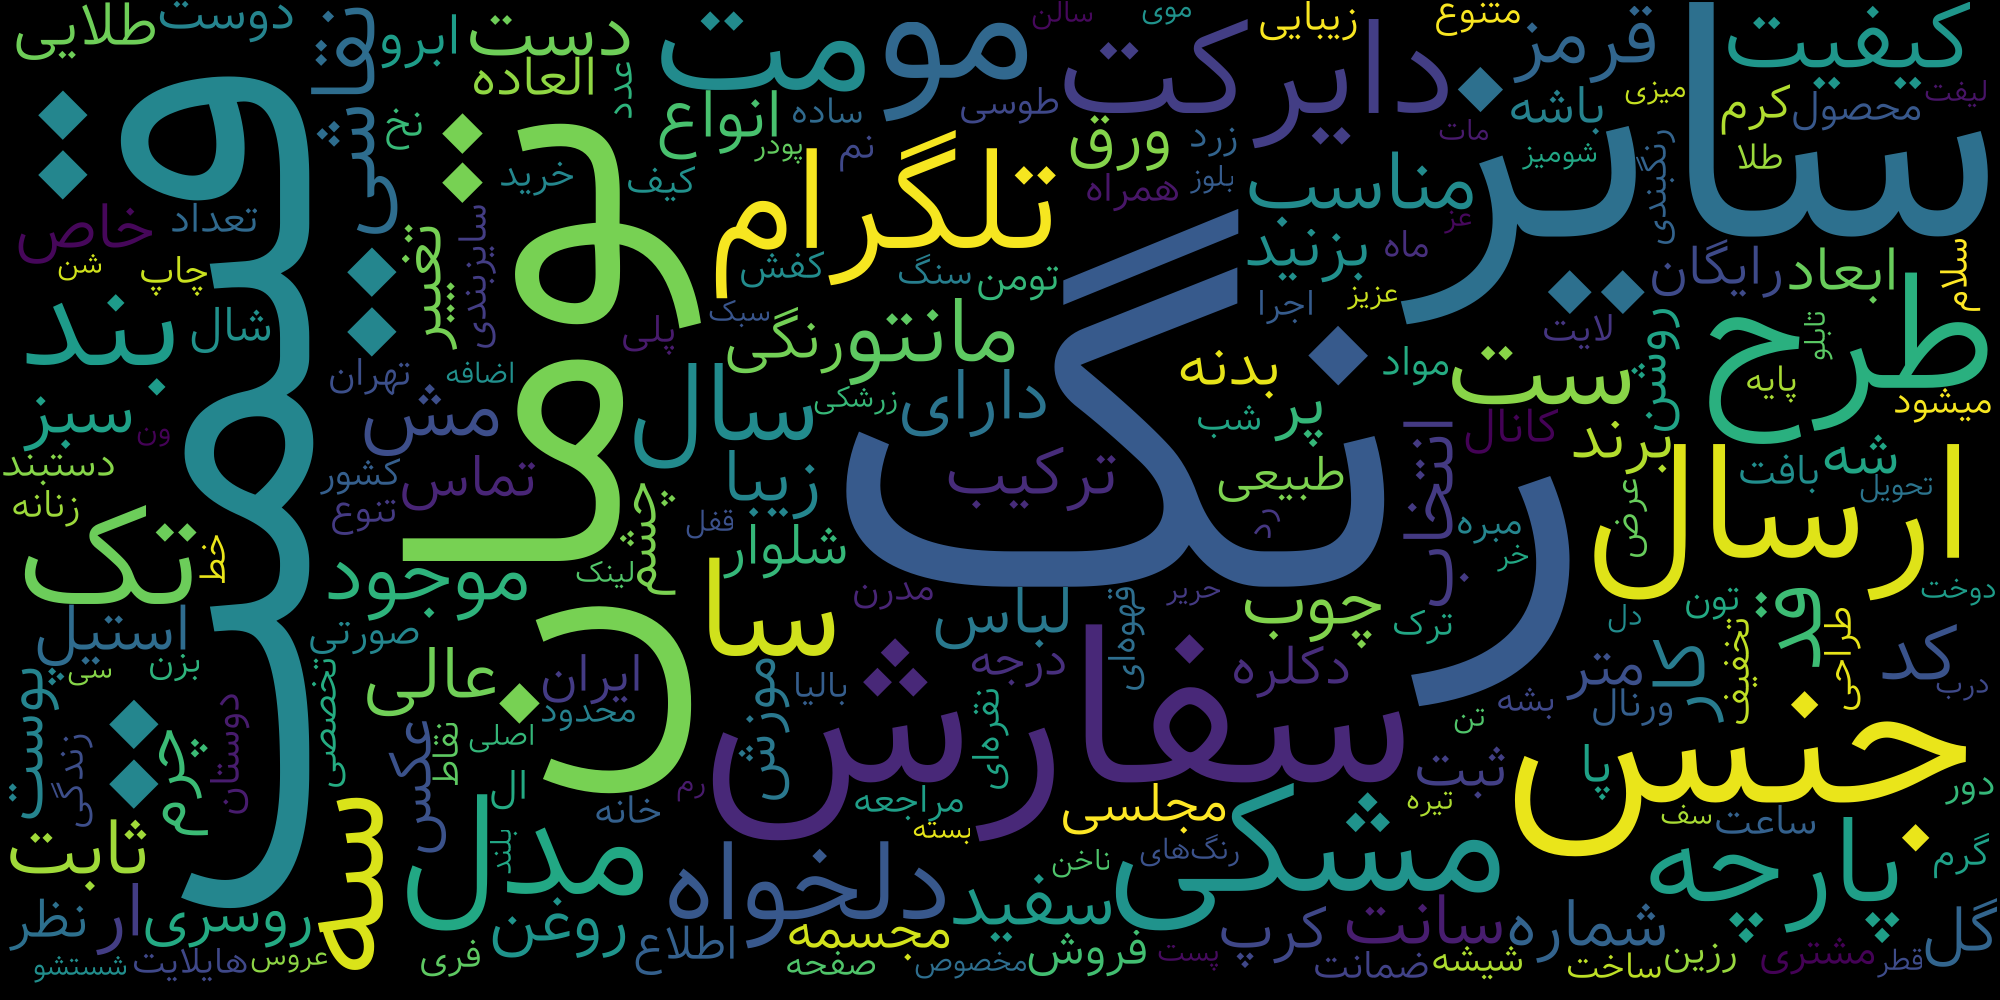 رنگ
قیمت
تومان
سایز
سفارش
جنس
ارسال
تلگرام
مشکی
طرح
پارچه
دایرکت
مدل
مومت
کیفیت
قرمز
متنوع
موی
سالن
زیبایی
دست
ابرو
دوست
طلایی
نقاشی
العاده
عدد
نخ
انواع
ساده
طوسی
پودر
نم
ورق
زرد
مات
باشه
میزی
کرم
محصول
لیفت
طلا
شومیز
رنگبندی
مناسب
بلوز
همراه
کیف
خرید
تعداد
خاص
شن
چاپ
تغییر
سایزبندی
کفش
سنگ
تومن
بزنید
ماه
عز
رایگان
ابعاد
سلام
عزیز
اجرا
لایت
روشن
تابلو
بند
شال
پلی
سبک
رنگی
مانتو
بدنه
مواد
ست
پایه
میشود
تهران
اضافه
سبز
مش
سال
زرشکی
دارای
شب
پر
کانال
برند
شه
ون
دستبند
کشور
تماس
زیبا
ترکیب
طبیعی
انتخاب
بافت
تحویل
زنانه
تنوع
چشم
قفل
شلوار
رد
مبره
خر
عرض
تک
خط
موجود
لینک
سا
مدرن
لباس
قهوه‌ای
حریر
چوب
ترک
دل
تون
قد
دوخت
استیل
صورتی
بزن
سی
عالی
ایران
محدود
موزش
بالیا
درجه
دکلره
متر
کار
تخفیف
طراحی
کد
درب
پوست
زندگی
چرم
دوستان
تخصصی
عکس
نقاط
اصلی
نقره‌ای
تن
بشه
ورنال
ثبت
پا
دور
ال
خانه
رم
مراجعه
بسته
مجلسی
تیره
سف
ساعت
ثابت
سه
بلند
دلخواه
ناخن
رنگ‌های
گرم
نظر
ار
روسری
روغن
اطلاع
مجسمه
سفید
کرپ
سانت
شماره
گل
شستشو
هایلایت
عروس
فری
صفحه
مخصوص
فروش
پست
ضمانت
شیشه
ساخت
رزین
مشتری
قطر